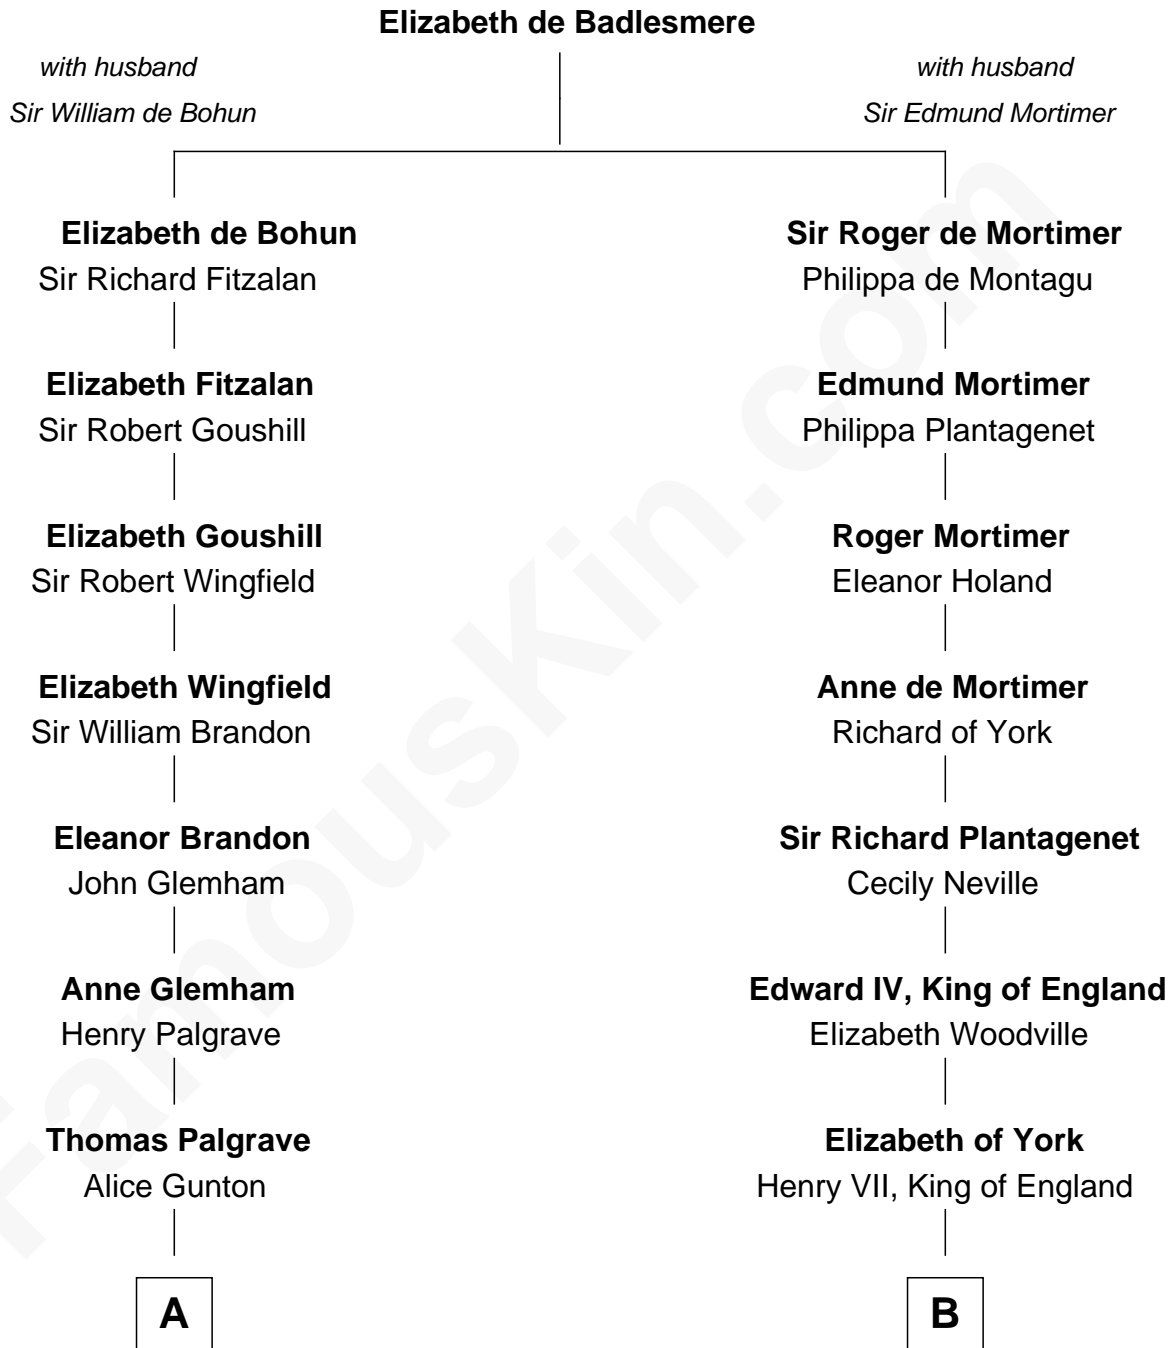 Elizabeth de Badlesmere
with husband
Sir William de Bohun
with husband
Sir Edmund Mortimer
Elizabeth de Bohun
Sir Richard Fitzalan
Sir Roger de Mortimer
Philippa de Montagu
Elizabeth Fitzalan
Sir Robert Goushill
Edmund Mortimer
Philippa Plantagenet
Elizabeth Goushill
Sir Robert Wingfield
Roger Mortimer
Eleanor Holand
Elizabeth Wingfield
Sir William Brandon
Anne de Mortimer
Richard of York
Eleanor Brandon
John Glemham
Sir Richard Plantagenet
Cecily Neville
Anne Glemham
Henry Palgrave
Edward IV, King of England
Elizabeth Woodville
Thomas Palgrave
Alice Gunton
Elizabeth of York
Henry VII, King of England
A
B
FamousKin.com